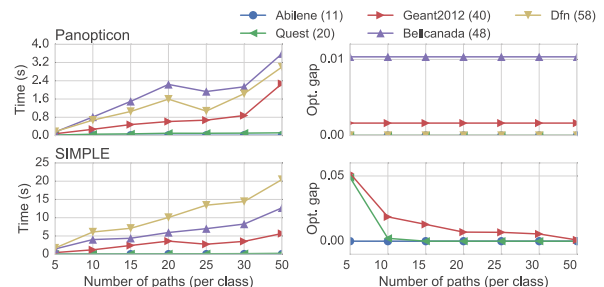 Abilene (11) Geant2012 (40) Dfn (58)
Quest (20) Bellcanada (48)
Panopticon
Time (s)
4.0
3.2
2.4
1.6
0.8
0.0
Opt. gap
0.01
0.00
SIMPLE
Time (s)
25
20
15
10
5
0
5 10 15 20 25 30 50
Number of paths (per class)
Opt. gap
0.05
0.00
5 10 15 20 25 30 50
Number of paths (per class)